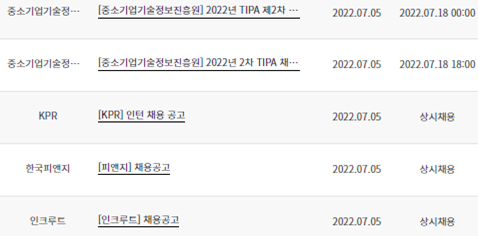 중소기업기술정… [중소기업기술정보진흥원] 2022년 TIPA 제2차 … 2022.07.05 2022.07.18 00:00
중소기업기술정… [중소기업기술정보진흥원] 2022년 2차 TIPA 채… 2022.07.05 2022.07.18 18:00
KPR [KPR] 인턴 채용 공고 2022.07.05 상시채용
한국피앤지 [피앤지] 채용공고 2022.07.05 상시채용
인크루트 [인크루트] 채용공고 2022.07.05 상시채용